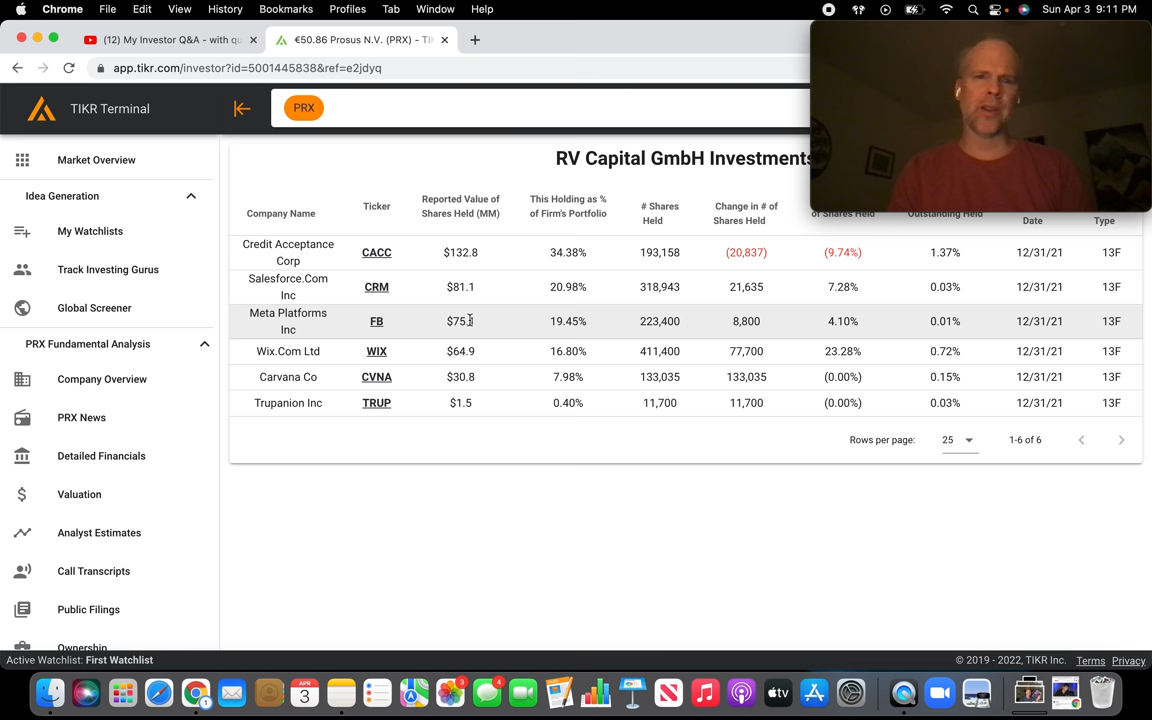 Chrome File Edit View History Bookmarks Profiles Tab Window Help Sun Apr 3 9:11 PM
(12) My Investor Q&A - with qu €50.86 Prosus N.V. (PRX) - TI
app.tikr.com/investor?id=5001445838&ref=e2jdyq
TIKR Terminal
PRX
Market Overview
Idea Generation
My Watchlists
Track Investing Gurus
Global Screener
PRX Fundamental Analysis
Company Overview
PRX News
Detailed Financials
Valuation
Analyst Estimates
Call Transcripts
Public Filings
Ownership
RV Capital GmbH Investments
Company Name
Ticker
Reported Value of
Shares Held (MM)
This Holding as %
of Firm's Portfolio
# Shares
Held
Change in # of
Shares Held
of Shares Held
Outstanding Held
Date
Type
Credit Acceptance
Corp
CACC $132.8 34.38% 193,158 (20,837) (9.74%) 1.37% 12/31/21 13F
Salesforce.Com
Inc
CRM $81.1 20.98% 318,943 21,635 7.28% 0.03% 12/31/21 13F
Meta Platforms
Inc
FB $75. 19.45% 223,400 8,800 4.10% 0.01% 12/31/21 13F
Wix.Com Ltd WIX $64.9 16.80% 411,400 77,700 23.28% 0.72% 12/31/21 13F
Carvana Co CVNA $30.8 7.98% 133,035 133,035 (0.00%) 0.15% 12/31/21 13F
Trupanion Inc TRUP $1.5 0.40% 11,700 11,700 (0.00%) 0.03% 12/31/21 13F
Rows per page: 25 1-6 of 6
Active Watchlist: First Watchlist © 2019 - 2022, TIKR Inc. Terms Privacy
APR
3
3
4
1
tv